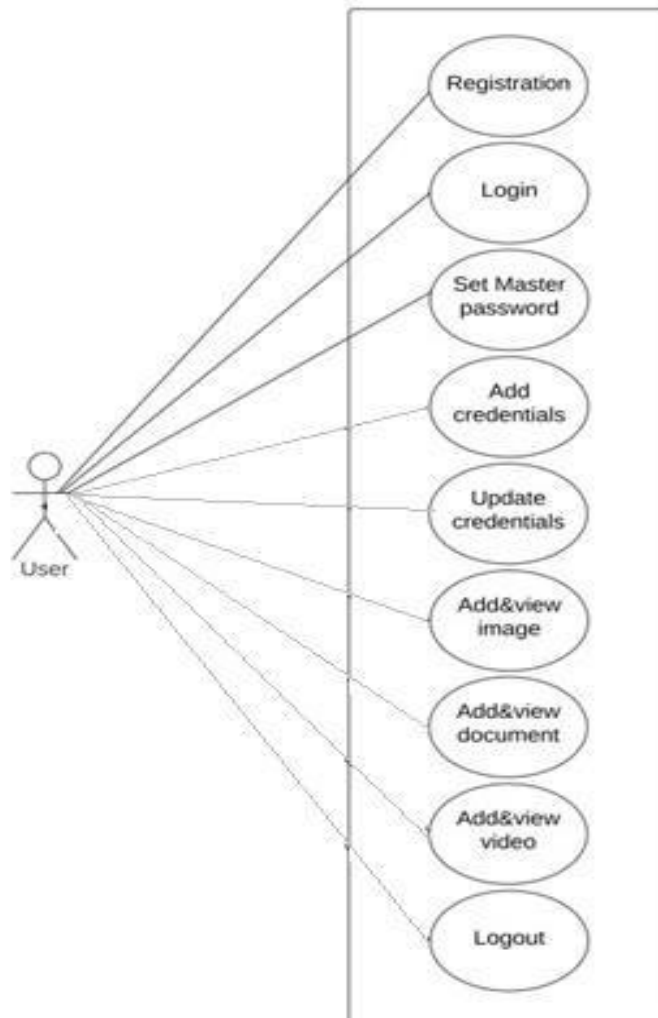 Registration
Login
Set Master
password
Add
credentials
Update
credentials
User
Add&view
image
Add&view
document
Add&view
video
Logout